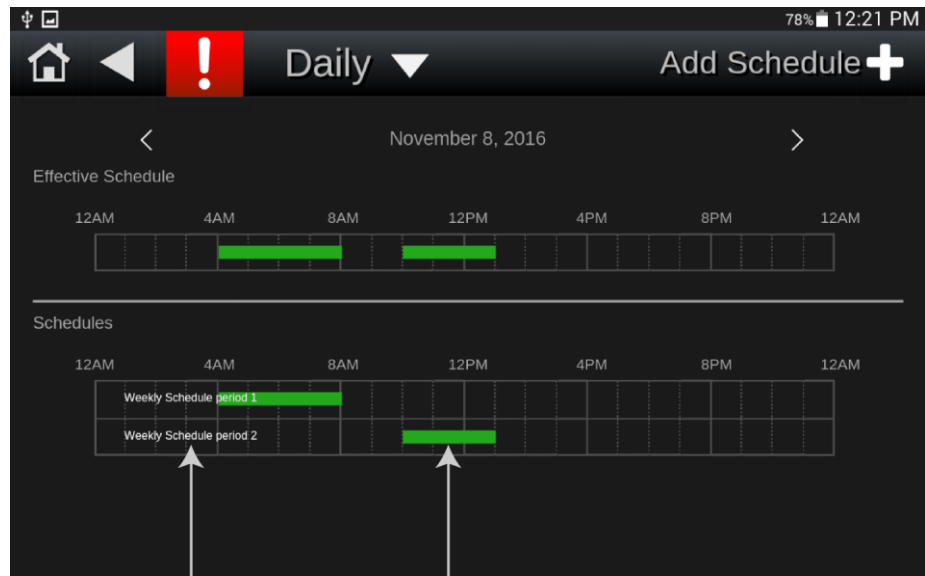 78% 12:21 PM
! Daily Add Schedule
November 8, 2016
Effective Schedule
12AM 4AM 8AM 12PM 4PM 8PM 12AM
Schedules
12AM 4AM 8AM 12PM 4PM 8PM 12AM
Weekly Schedule period 1
Weekly Schedule period 2